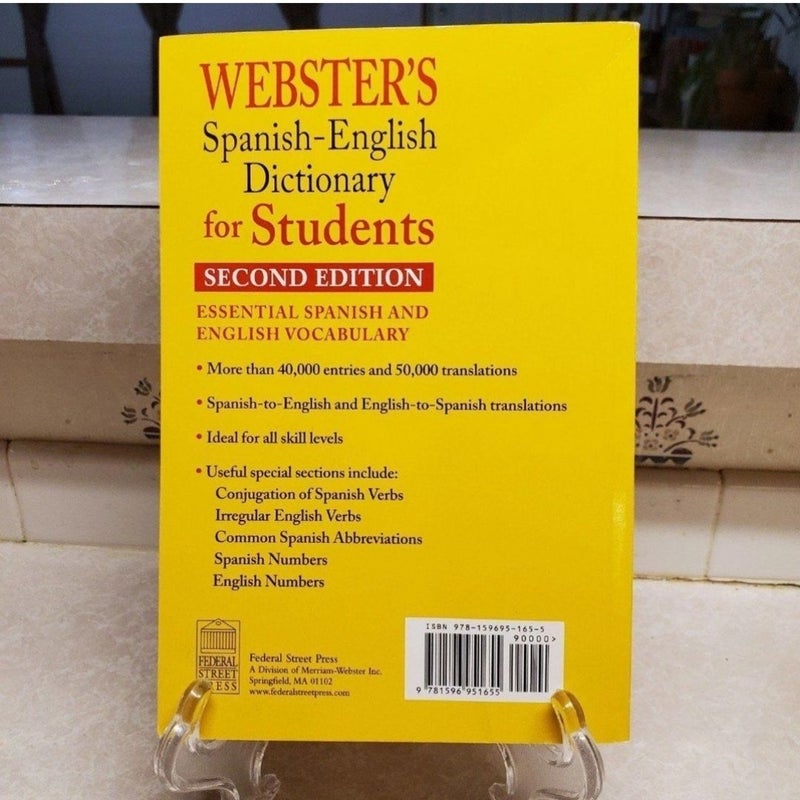 WEBSTER'S
Spanish-English
Dictionary
for Students
SECOND EDITION
ESSENTIAL SPANISH AND
ENGLISH VOCABULARY
• More than 40,000 entries and 50,000 translations
• Spanish-to-English and English-to-Spanish translations
• Ideal for all skill levels
• Useful special sections include:
Conjugation of Spanish Verbs
Irregular English Verbs
Common Spanish Abbreviations
Spanish Numbers
English Numbers
FEDERAL
STREET
PRESS
Federal Street Press
A Division of Merriam-Webster Inc.
Springfield, MA 01102
www.federalstreetpress.com
ISBN 978-159695-165-5
90000>
9 781596 951655